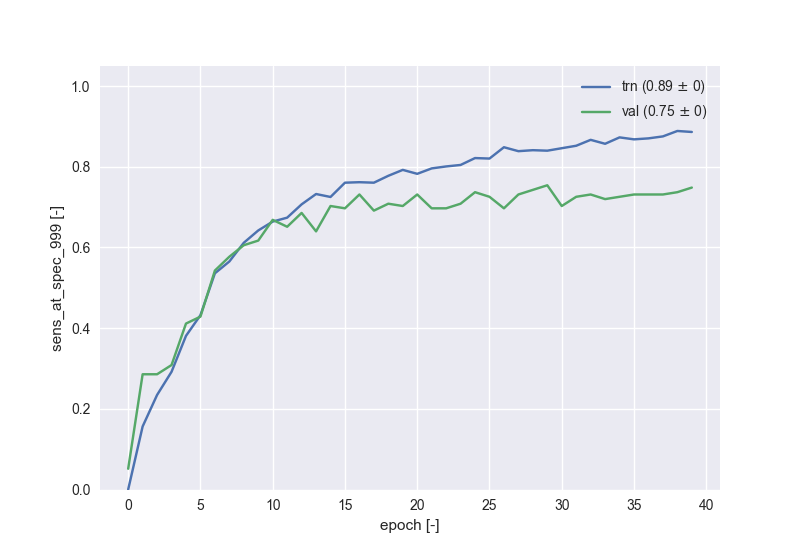 trn (0.89 ± 0)
val (0.75 ± 0)
1.0
0.8
0.6
0.4
0.2
0.0
sens_at_spec_999 [-]
0 5 10 15 20 25 30 35 40
epoch [-]